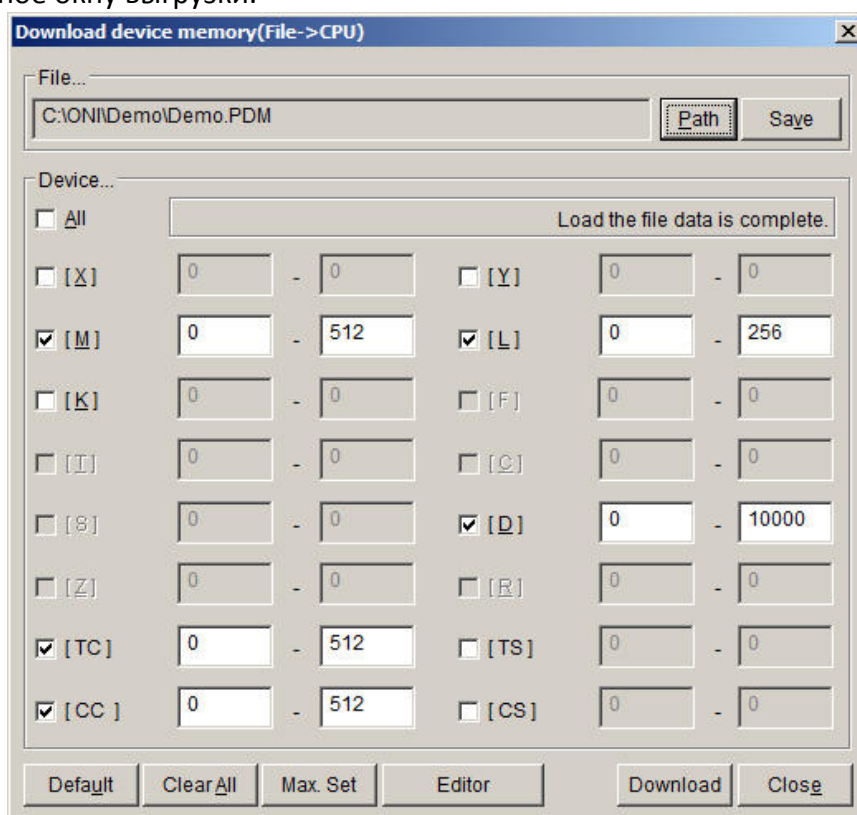 ное окну выгрузки.
Download device memory(File->CPU)
File...
C:\ONI\Demo\Demo.PDM Path Save
Device...
All Load the file data is complete.
[X] 0 - 0 [Y] 0 - 0
[M] 0 - 512 [L] 0 - 256
[K] 0 - 0 [F] 0 - 0
[T] 0 - 0 [C] 0 - 0
[S] 0 - 0 [D] 0 - 10000
[Z] 0 - 0 [R] 0 - 0
[TC] 0 - 512 [TS] 0 - 0
[CC ] 0 - 512 [CS] 0 - 0
Default Clear All Max. Set Editor Download Close